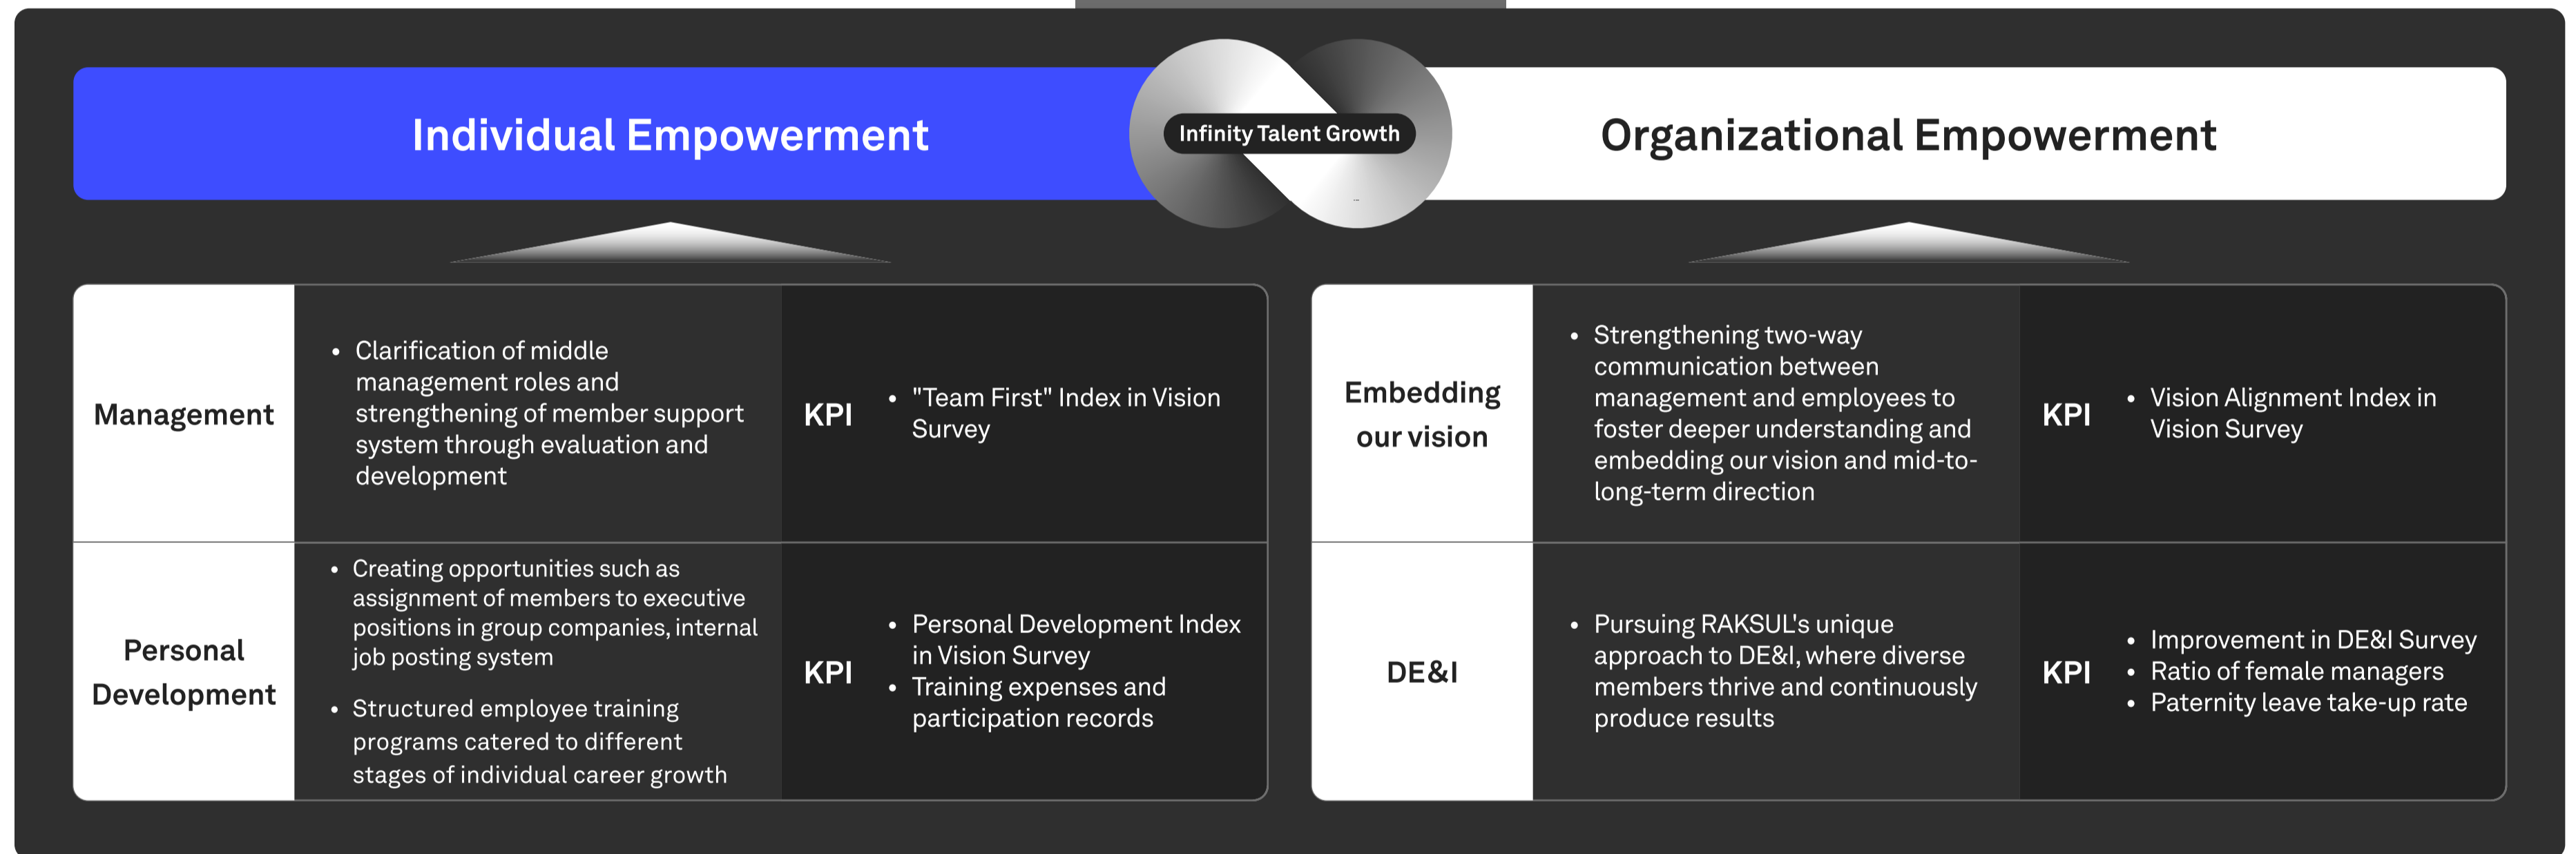 Individual Empowerment
Infinity Talent Growth
Organizational Empowerment
Management
• Clarification of middle
management roles and
strengthening of member support
system through evaluation and
development
KPI
• "Team First" Index in Vision
Survey
Personal
Development
• Creating opportunities such as
assignment of members to executive
positions in group companies, internal
job posting system
• Structured employee training
programs catered to different
stages of individual career growth
KPI
• Personal Development Index
in Vision Survey
• Training expenses and
participation records
Embedding
our vision
• Strengthening two-way
communication between
management and employees to
foster deeper understanding and
embedding our vision and mid-to-
long-term direction
KPI
• Vision Alignment Index in
Vision Survey
DE&I
• Pursuing RAKSUL's unique
approach to DE&I, where diverse
members thrive and continuously
produce results
KPI
• Improvement in DE&I Survey
• Ratio of female managers
• Paternity leave take-up rate